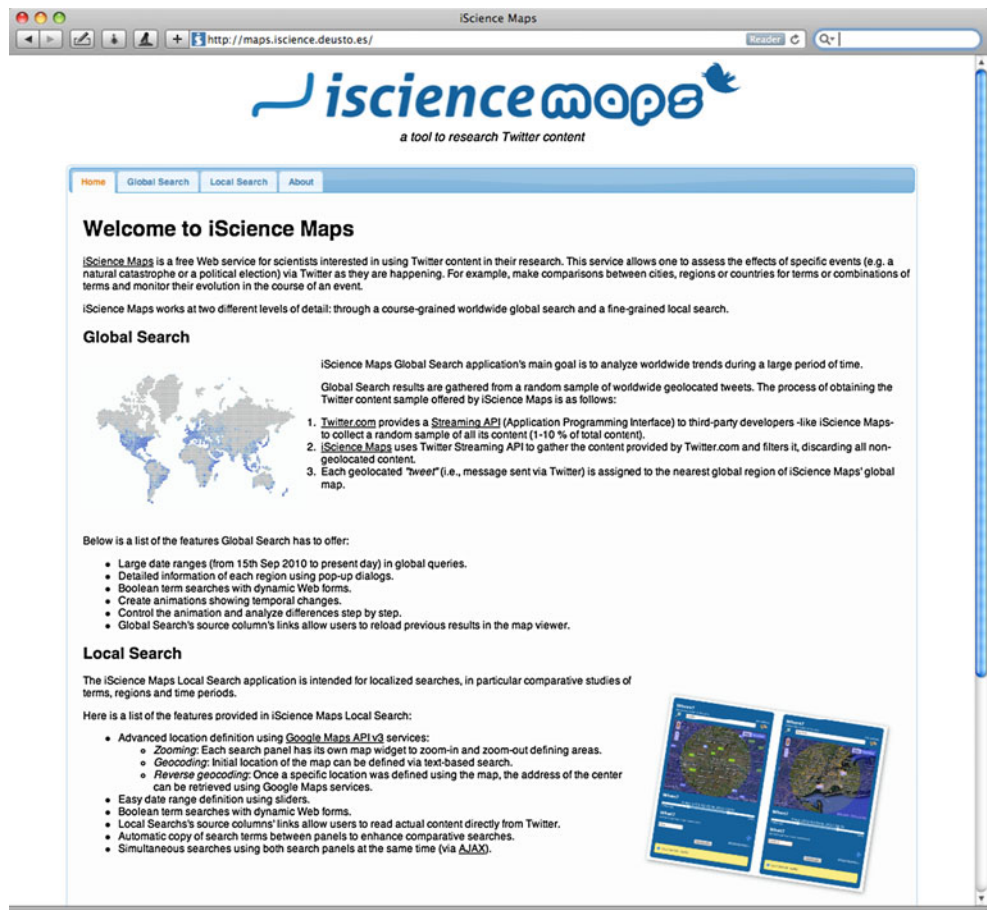 iScience Maps
http://maps.iscience.deusto.es/
Reader
iscience maps
a tool to research Twitter content
Home
Global Search
Local Search
About
Welcome to iScience Maps
iScience Maps is a free Web service for scientists interested in using Twitter content in their research. This service allows one to assess the effects of specific events (e.g. a
natural catastrophe or a political election) via Twitter as they are happening. For example, make comparisons between cities, regions or countries for terms or combinations of
terms and monitor their evolution in the course of an event.
iScience Maps works at two different levels of detail: through a course-grained worldwide global search and a fine-grained local search.
Global Search
iScience Maps Global Search application's main goal is to analyze worldwide trends during a large period of time.
Global Search results are gathered from a random sample of worldwide geolocated tweets. The process of obtaining the
Twitter content sample offered by iScience Maps is as follows:
1. Twitter.com provides a Streaming API (Application Programming Interface) to third-party developers -like iScience Maps-
to collect a random sample of all its content (1-10 % of total content).
2. iScience Maps uses Twitter Streaming API to gather the content provided by Twitter.com and filters it, discarding all non-
geolocated content.
3. Each geolocated "tweet" (i.e., message sent via Twitter) is assigned to the nearest global region of iScience Maps' global
map.
Below is a list of the features Global Search has to offer:
• Large date ranges (from 15th Sep 2010 to present day) in global queries.
• Detailed information of each region using pop-up dialogs.
• Boolean term searches with dynamic Web forms.
• Create animations showing temporal changes.
• Control the animation and analyze differences step by step.
• Global Search's source column's links allow users to reload previous results in the map viewer.
Local Search
The iScience Maps Local Search application is intended for localized searches, in particular comparative studies of
terms, regions and time periods.
Here is a list of the features provided in iScience Maps Local Search:
• Advanced location definition using Google Maps API v3 services:
○ Zooming: Each search panel has its own map widget to zoom-in and zoom-out defining areas.
○ Geocoding: Initial location of the map can be defined via text-based search.
○ Reverse geocoding: Once a specific location was defined using the map, the address of the center
can be retrieved using Google Maps services.
• Easy date range definition using sliders.
• Boolean term searches with dynamic Web forms.
• Local Searchs's source columns' links allow users to read actual content directly from Twitter.
• Automatic copy of search terms between panels to enhance comparative searches.
• Simultaneous searches using both search panels at the same time (via AJAX).
Where?
When?
What?
Where?
When?
What?